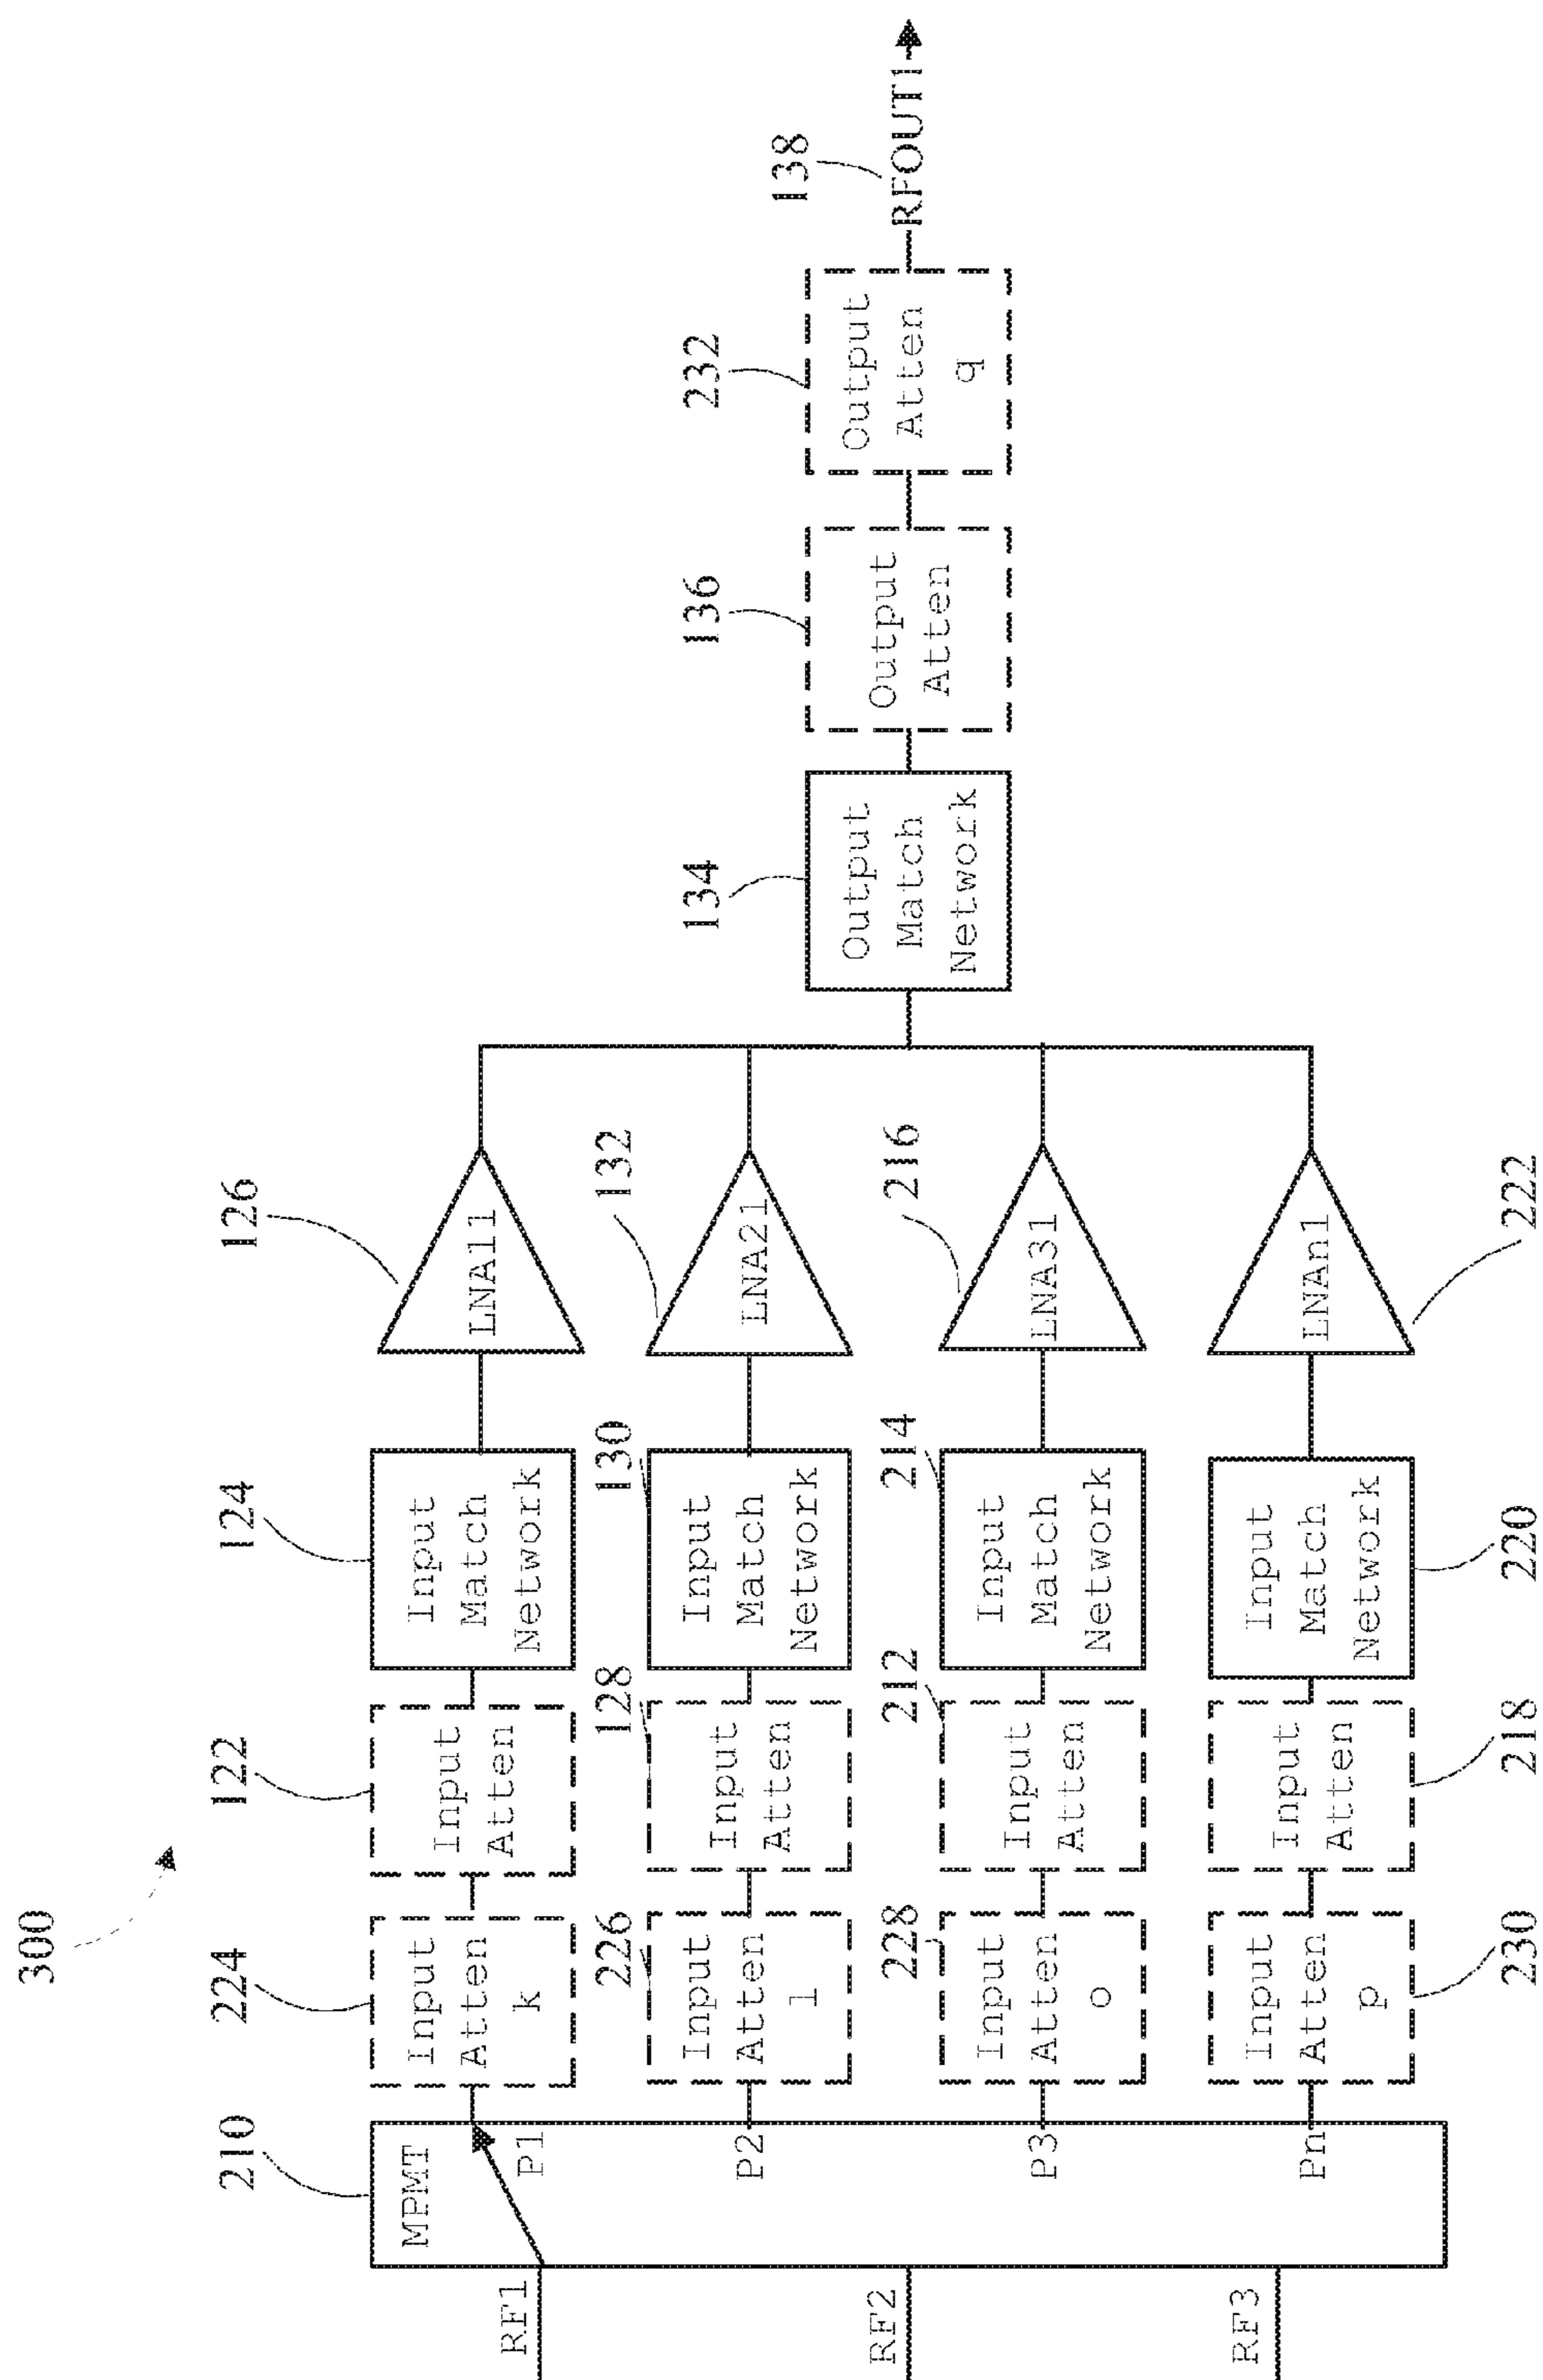 300
210
MPMT
RF1
RF2
RF3
P1
P2
P3
Pn
224
Input
Atten
k
122
Input
Atten
124
Input
Match
Network
126
LNA11
226
Input
Atten
l
128
Input
Atten
130
Input
Match
Network
132
LNA21
228
Input
Atten
o
212
Input
Atten
214
Input
Match
Network
216
LNA31
230
Input
Atten
p
218
Input
Atten
220
Input
Match
Network
222
LNAn1
134
Output
Match
Network
136
Output
Atten
232
Output
Atten
q
138
RFOUT1